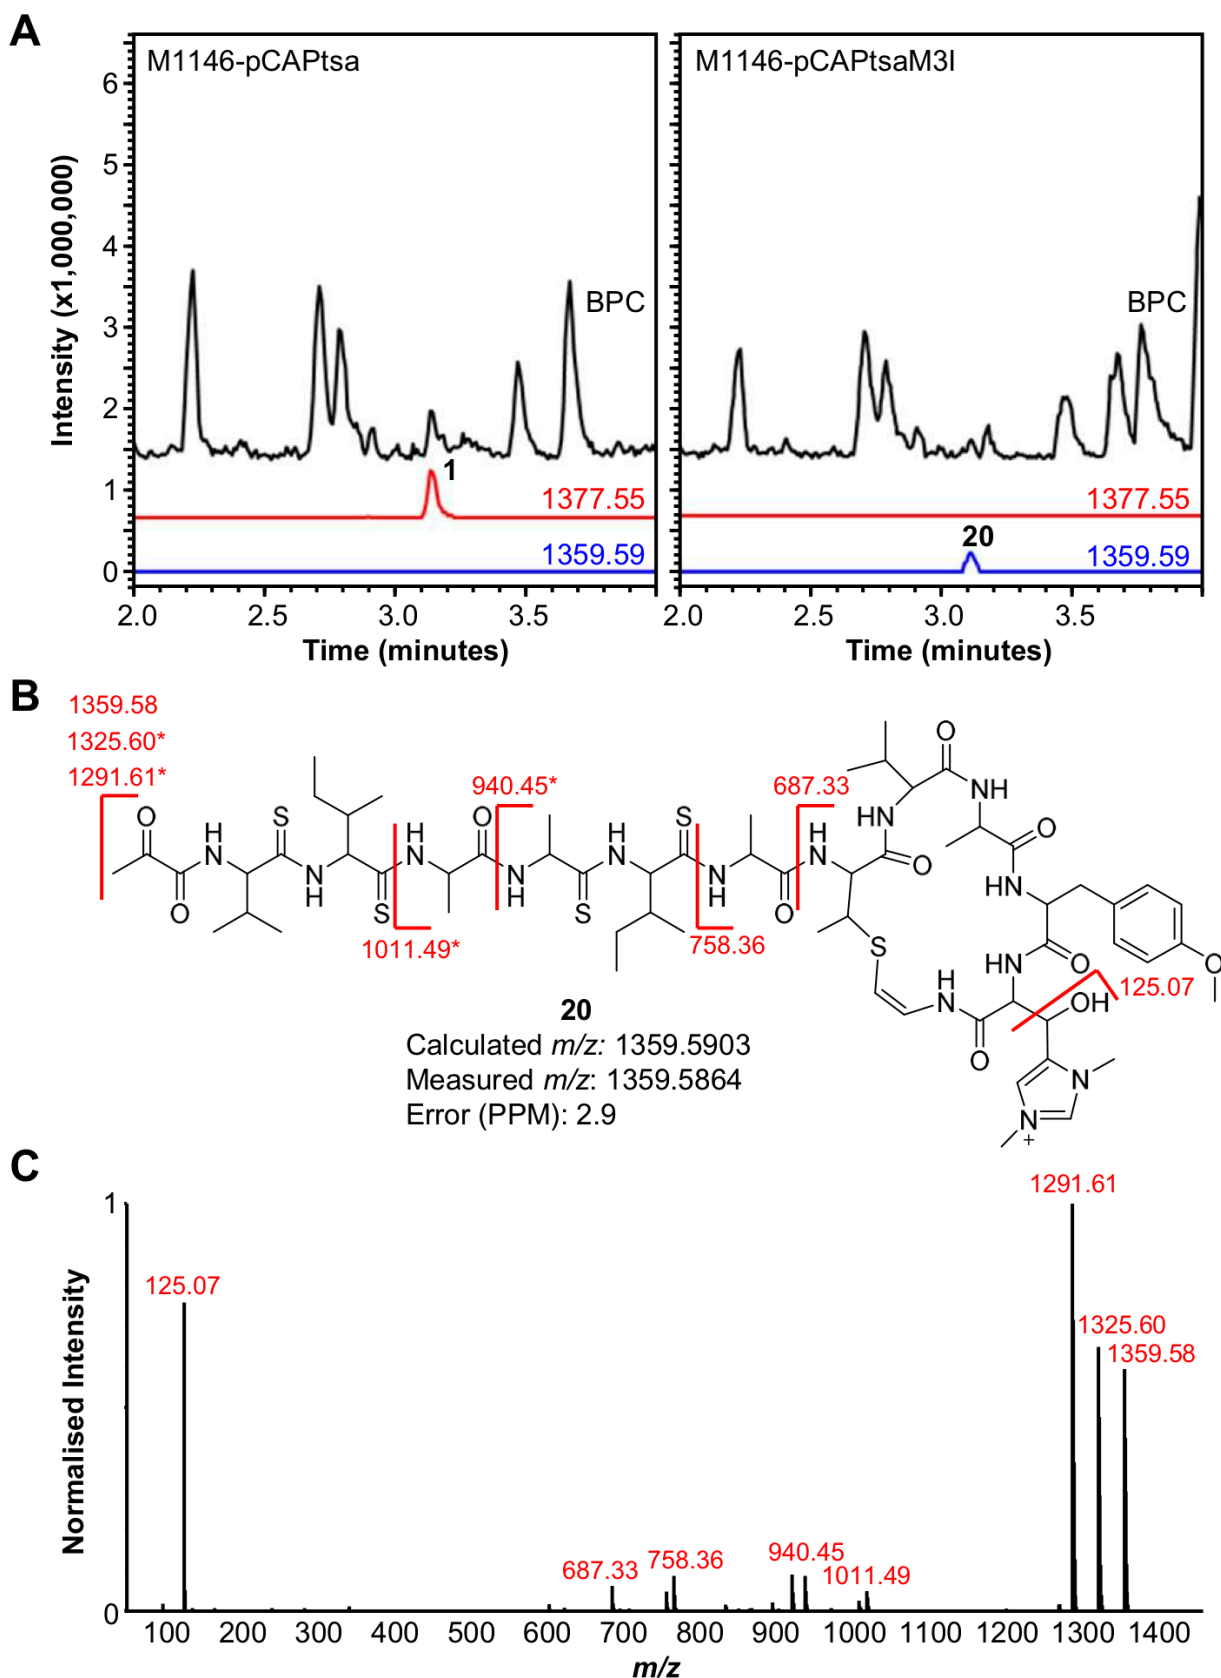 A
M1146-pCAPtsa
M1146-pCAPtsaM3I
Intensity (x1,000,000)
6
5
4
3
2
1
0
BPC
1
1377.55
1359.59
BPC
1377.55
20
1359.59
2.0 2.5 3.0 3.5
2.0 2.5 3.0 3.5
Time (minutes)
Time (minutes)
B
1359.58
1325.60*
1291.61*
940.45*
687.33
1011.49*
758.36
125.07
O
O
H
N
S
N
H
S
H
N
O
N
H
S
H
N
S
N
H
O
H
N
HN
O
O
NH
O
HN
O
HN
O
OH
S
H
N
O
N
N
+
20
Calculated m/z: 1359.5903
Measured m/z: 1359.5864
Error (PPM): 2.9
C
Normalised Intensity
1
0
125.07
687.33
758.36
940.45
1011.49
1291.61
1325.60
1359.58
100 200 300 400 500 600 700 800 900 1000 1100 1200 1300 1400
m/z